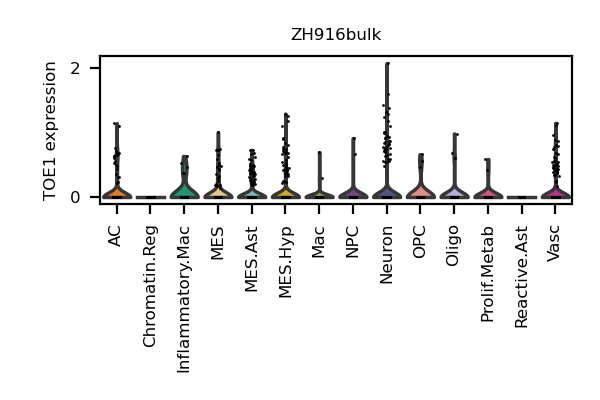 ZH916bulk
TOE1 expression
2
0
AC
Chromatin.Reg
Inflammatory.Mac
MES
MES.Ast
MES.Hyp
Mac
NPC
Neuron
OPC
Oligo
Prolif.Metab
Reactive.Ast
Vasc